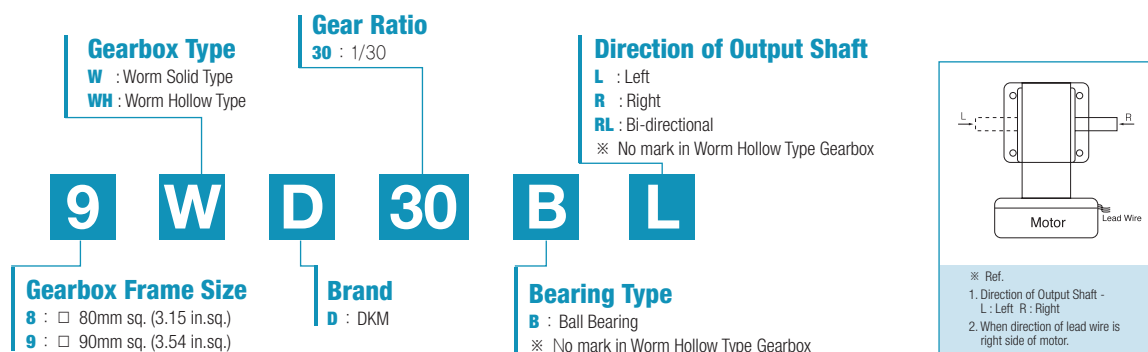 Gearbox Type
W : Worm Solid Type
WH : Worm Hollow Type
Gear Ratio
30 : 1/30
Direction of Output Shaft
L : Left
R : Right
RL : Bi-directional
※ No mark in Worm Hollow Type Gearbox
9 W D 30 B L
Gearbox Frame Size
8 : □ 80mm sq. (3.15 in.sq.)
9 : □ 90mm sq. (3.54 in.sq.)
Brand
D : DKM
Bearing Type
B : Ball Bearing
※ No mark in Worm Hollow Type Gearbox
L
R
Motor
Lead Wire
※ Ref.
1. Direction of Output Shaft -
L : Left R : Right
2. When direction of lead wire is
right side of motor.